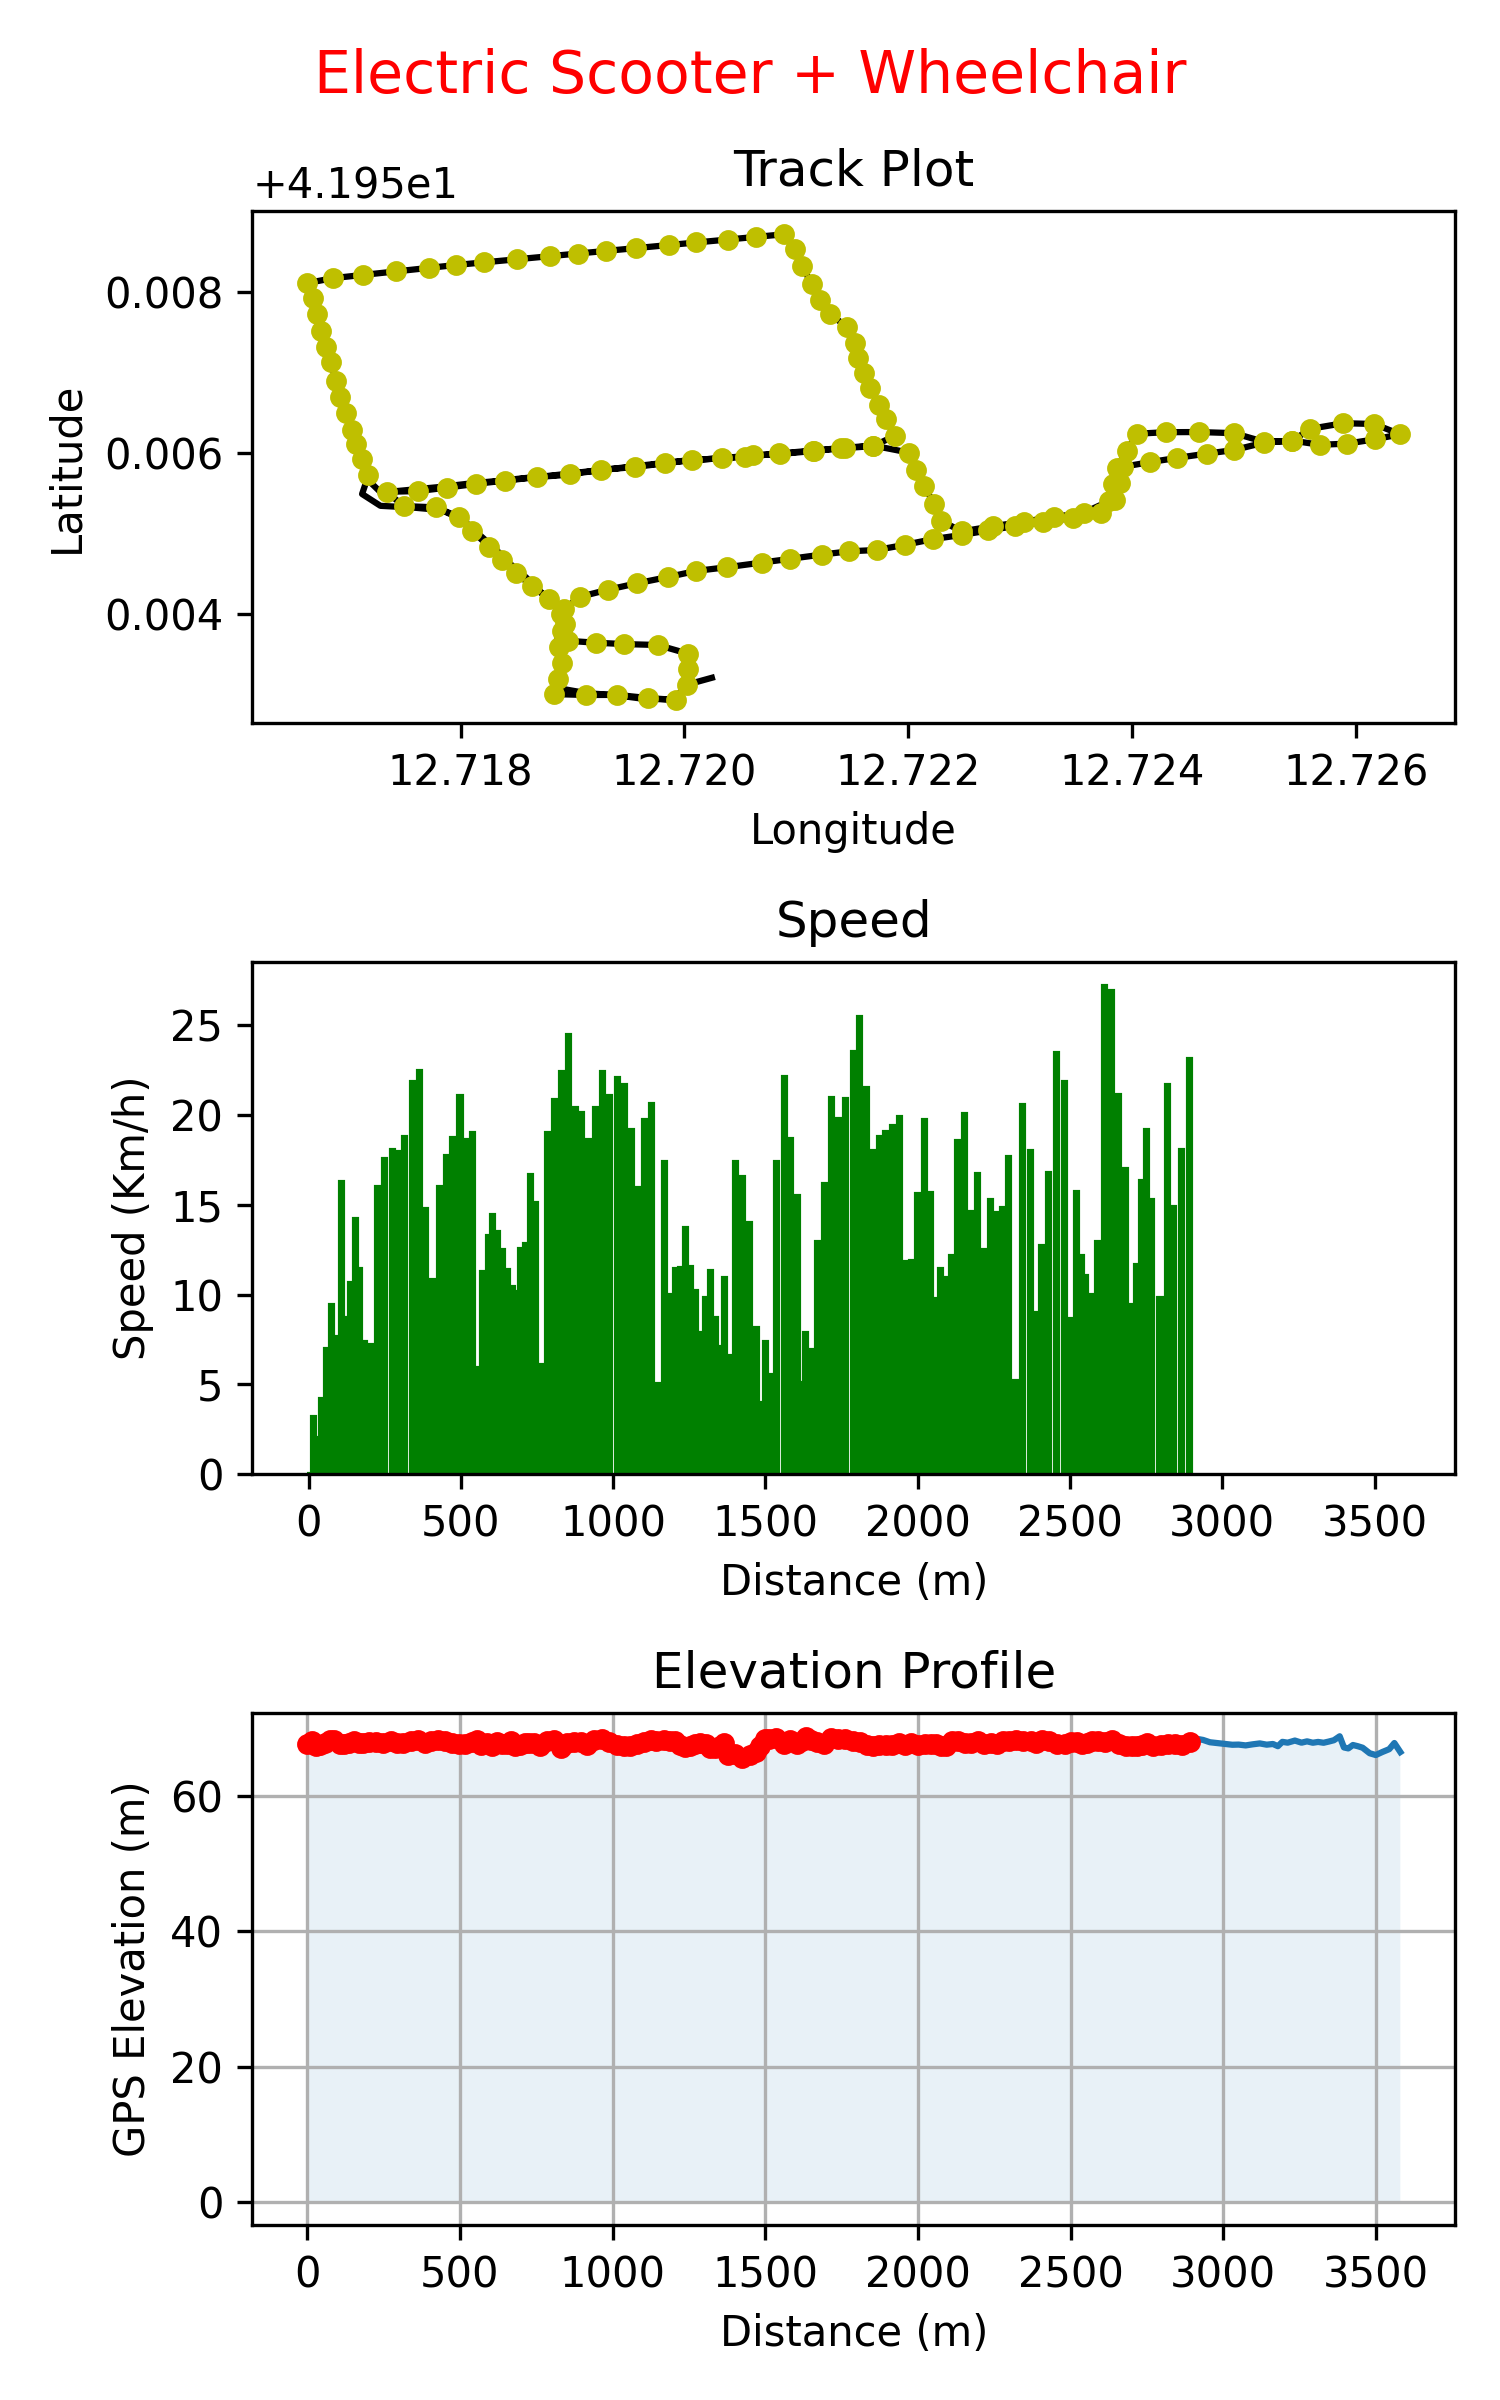 Electric Scooter + Wheelchair
Track Plot
+4.195e1
0.008
0.006
0.004
Latitude
12.718 12.720 12.722 12.724 12.726
Longitude
Speed
25
20
15
10
5
0
Speed (Km/h)
0 500 1000 1500 2000 2500 3000 3500
Distance (m)
Elevation Profile
60
40
20
0
GPS Elevation (m)
0 500 1000 1500 2000 2500 3000 3500
Distance (m)